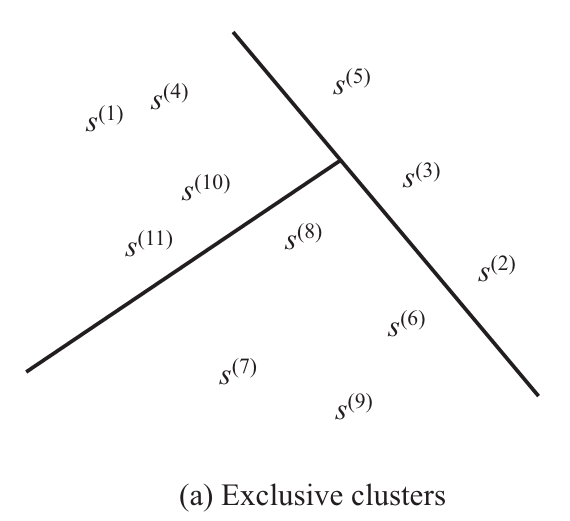 s^(5)
s^(4)
s^(1)
s^(3)
s^(10)
s^(8)
s^(11)
s^(2)
s^(6)
s^(7)
s^(9)
(a) Exclusive clusters